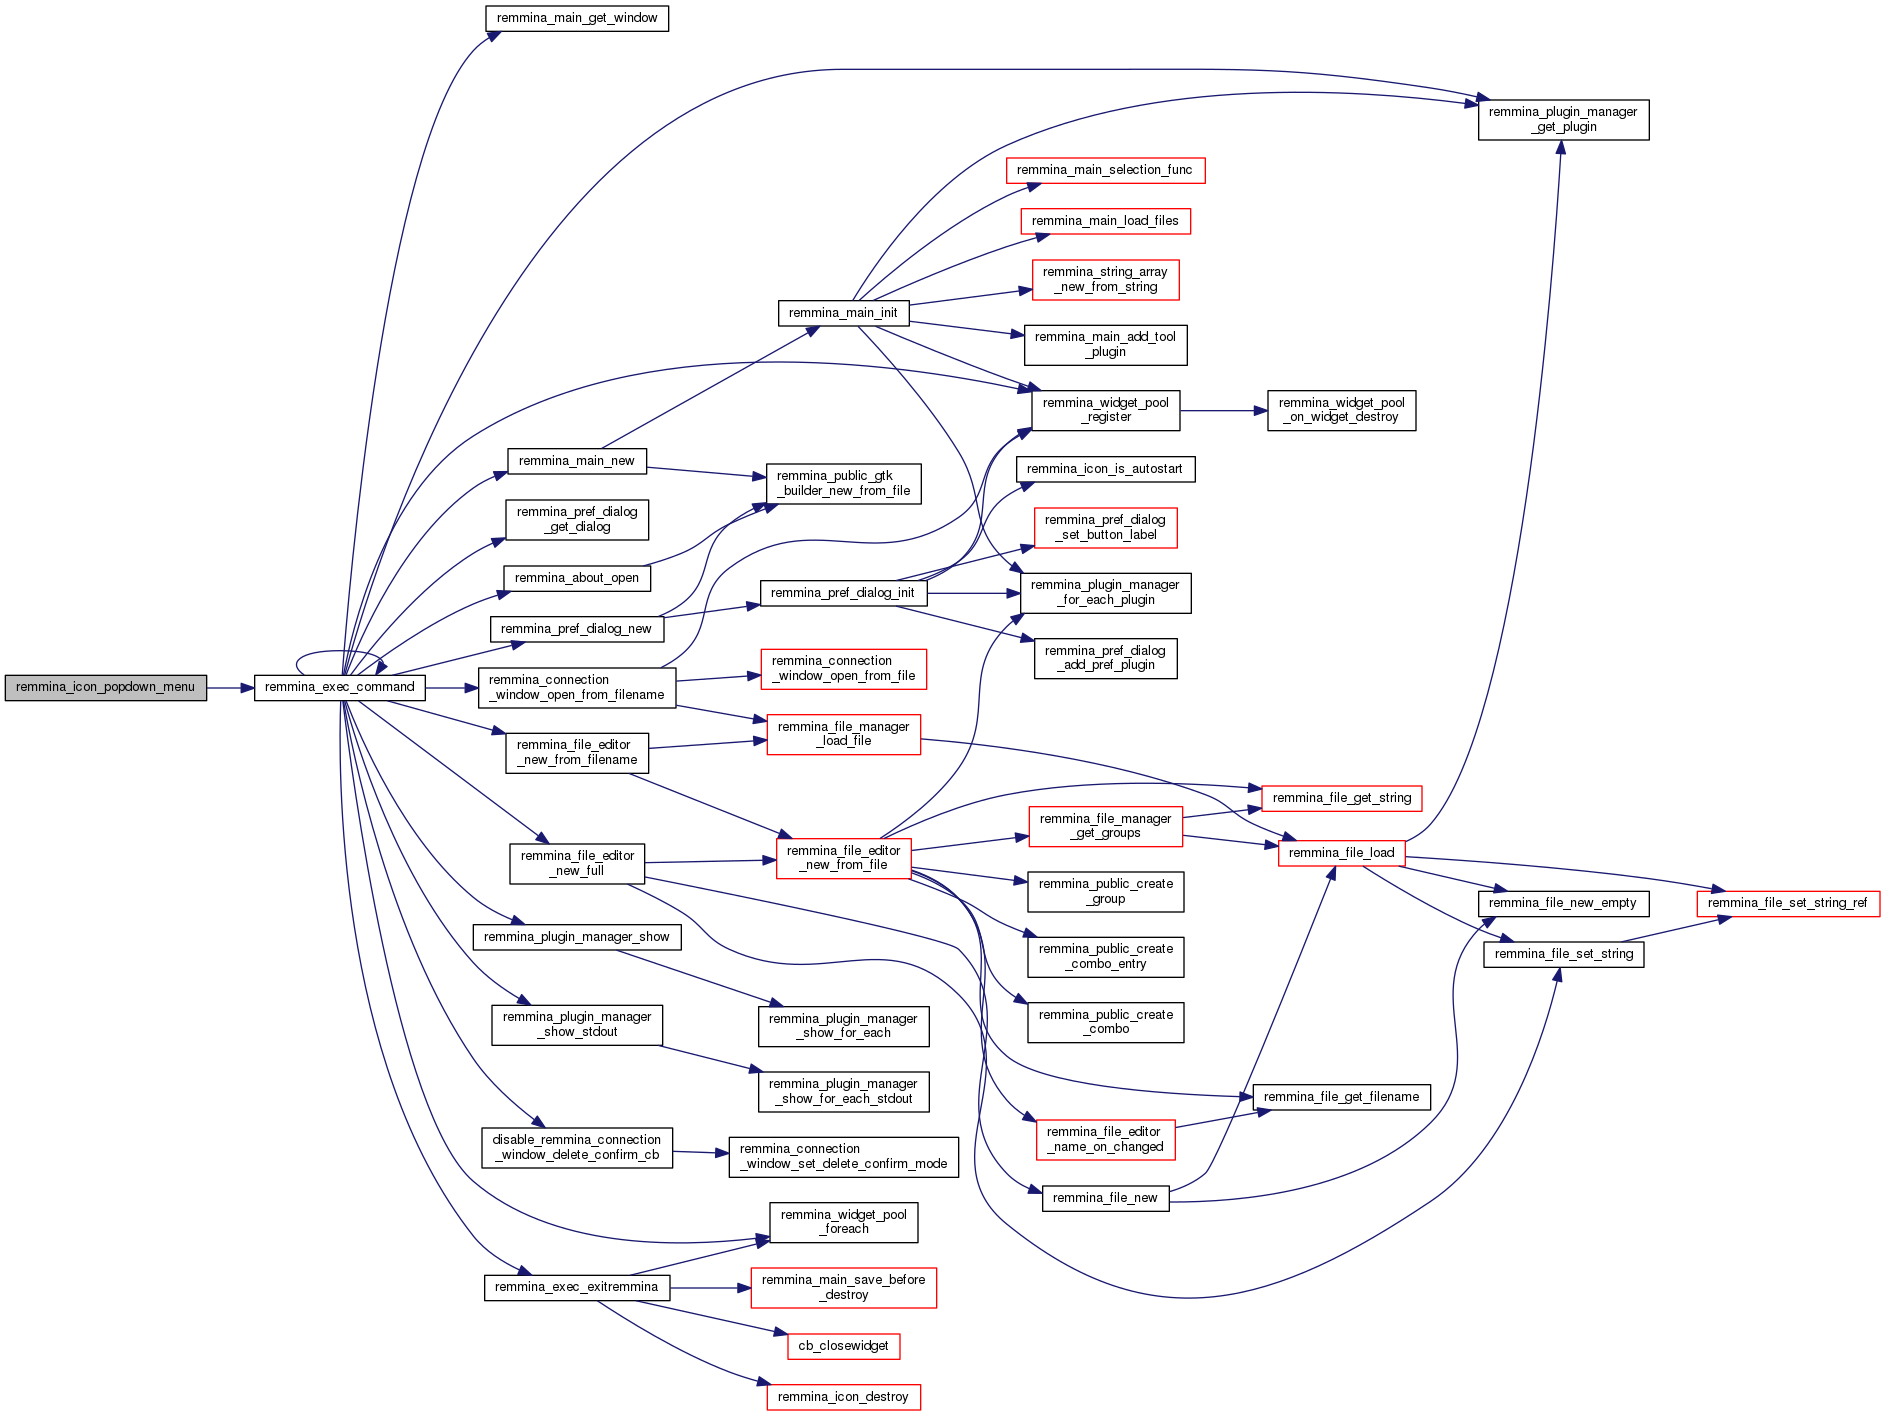 remmina_main_get_window
remmina_plugin_manager
_get_plugin
remmina_main_selection_func
remmina_main_load_files
remmina_string_array
_new_from_string
remmina_main_init
remmina_main_add_tool
_plugin
remmina_widget_pool
_register
remmina_widget_pool
_on_widget_destroy
remmina_main_new
remmina_public_gtk
_builder_new_from_file
remmina_icon_is_autostart
remmina_pref_dialog
_get_dialog
remmina_pref_dialog
_set_button_label
remmina_about_open
remmina_pref_dialog_init
remmina_plugin_manager
_for_each_plugin
remmina_pref_dialog_new
remmina_pref_dialog
_add_pref_plugin
remmina_icon_popdown_menu
remmina_exec_command
remmina_connection
_window_open_from_filename
remmina_connection
_window_open_from_file
remmina_file_manager
_load_file
remmina_file_editor
_new_from_filename
remmina_file_get_string
remmina_file_manager
_get_groups
remmina_file_editor
_new_full
remmina_file_editor
_new_from_file
remmina_file_load
remmina_public_create
_group
remmina_file_new_empty
remmina_file_set_string_ref
remmina_plugin_manager_show
remmina_public_create
_combo_entry
remmina_file_set_string
remmina_plugin_manager
_show_stdout
remmina_plugin_manager
_show_for_each
remmina_public_create
_combo
remmina_plugin_manager
_show_for_each_stdout
remmina_file_get_filename
disable_remmina_connection
_window_delete_confirm_cb
remmina_connection
_window_set_delete_confirm_mode
remmina_file_editor
_name_on_changed
remmina_file_new
remmina_widget_pool
_foreach
remmina_exec_exitremmina
remmina_main_save_before
_destroy
cb_closewidget
remmina_icon_destroy